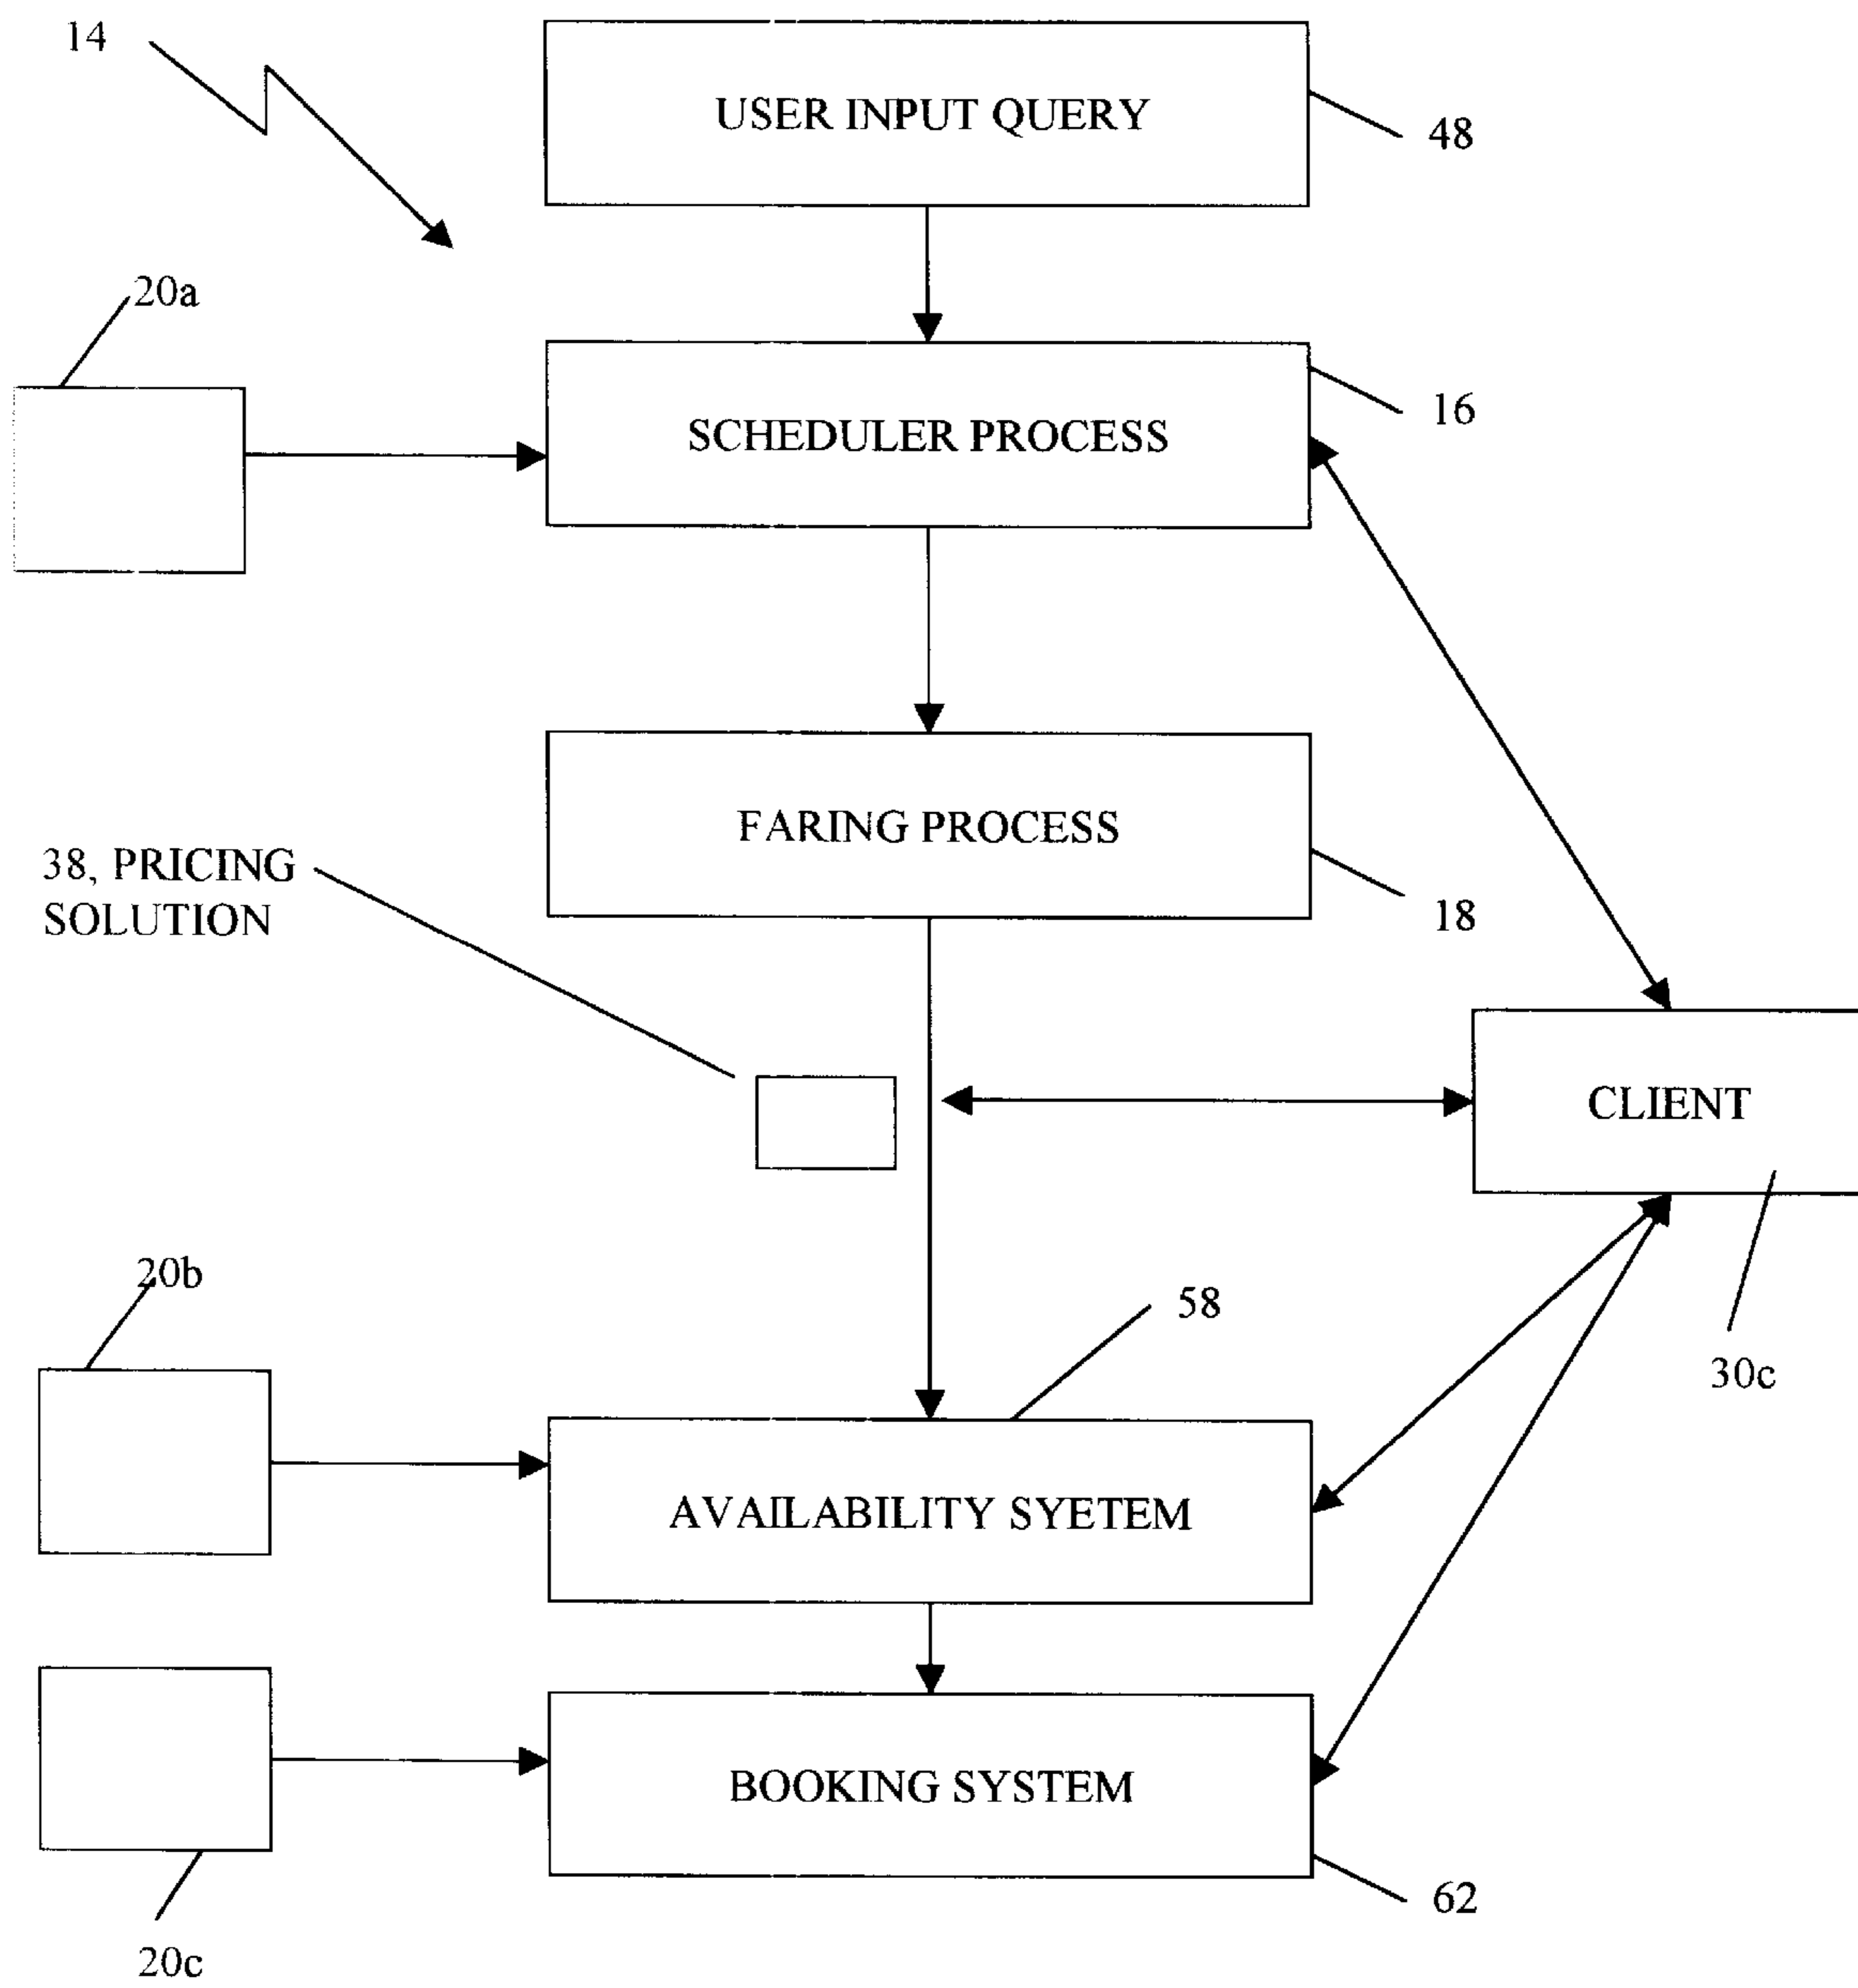 14
USER INPUT QUERY
48
20a
SCHEDULER PROCESS
16
FARING PROCESS
38, PRICING
SOLUTION
18
CLIENT
20b
58
30c
AVAILABILITY SYETEM
BOOKING SYSTEM
62
20c